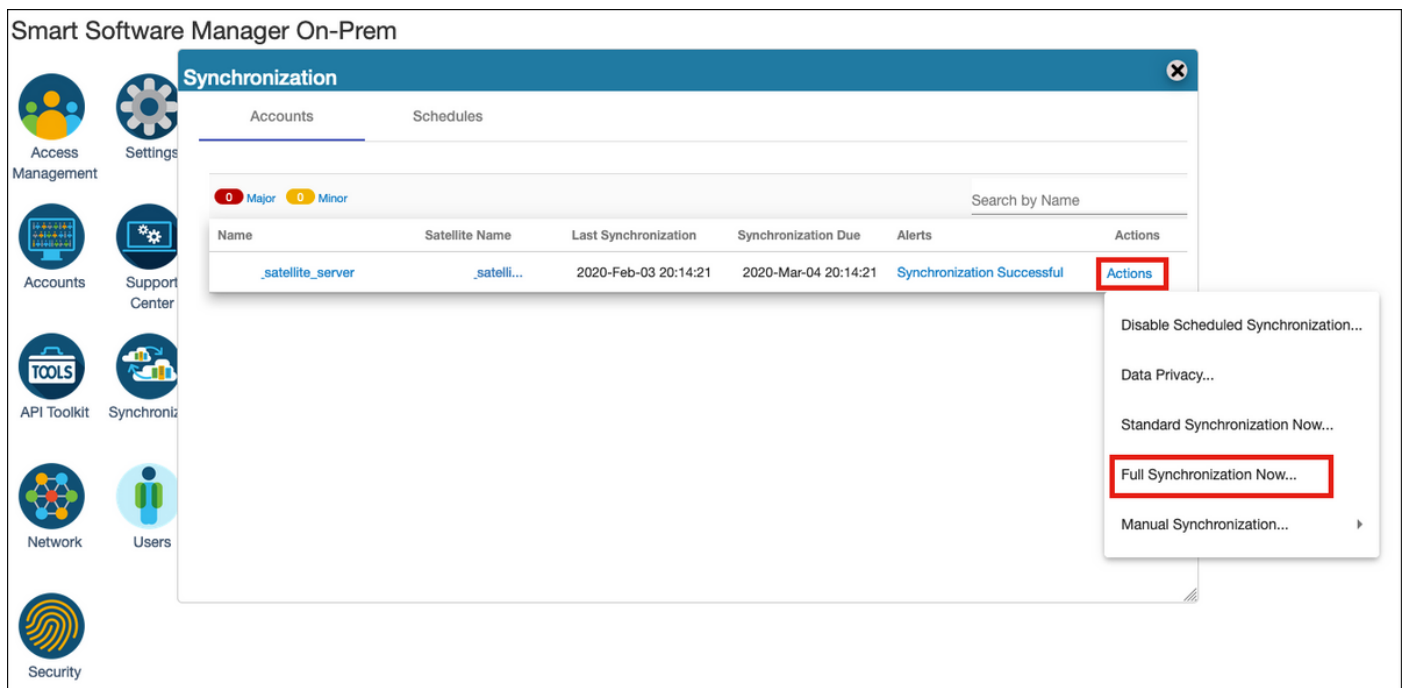 Smart Software Manager On-Prem
Synchronization
Access
Management
Settings
Accounts
Support
Center
TOOLS
API Toolkit
Synchroniz
Network
Users
Security
Accounts Schedules
0 Major 0 Minor
Search by Name
Name Satellite Name Last Synchronization Synchronization Due Alerts Actions
_satellite_server _satelli... 2020-Feb-03 20:14:21 2020-Mar-04 20:14:21 Synchronization Successful Actions
Disable Scheduled Synchronization...
Data Privacy...
Standard Synchronization Now...
Full Synchronization Now...
Manual Synchronization...